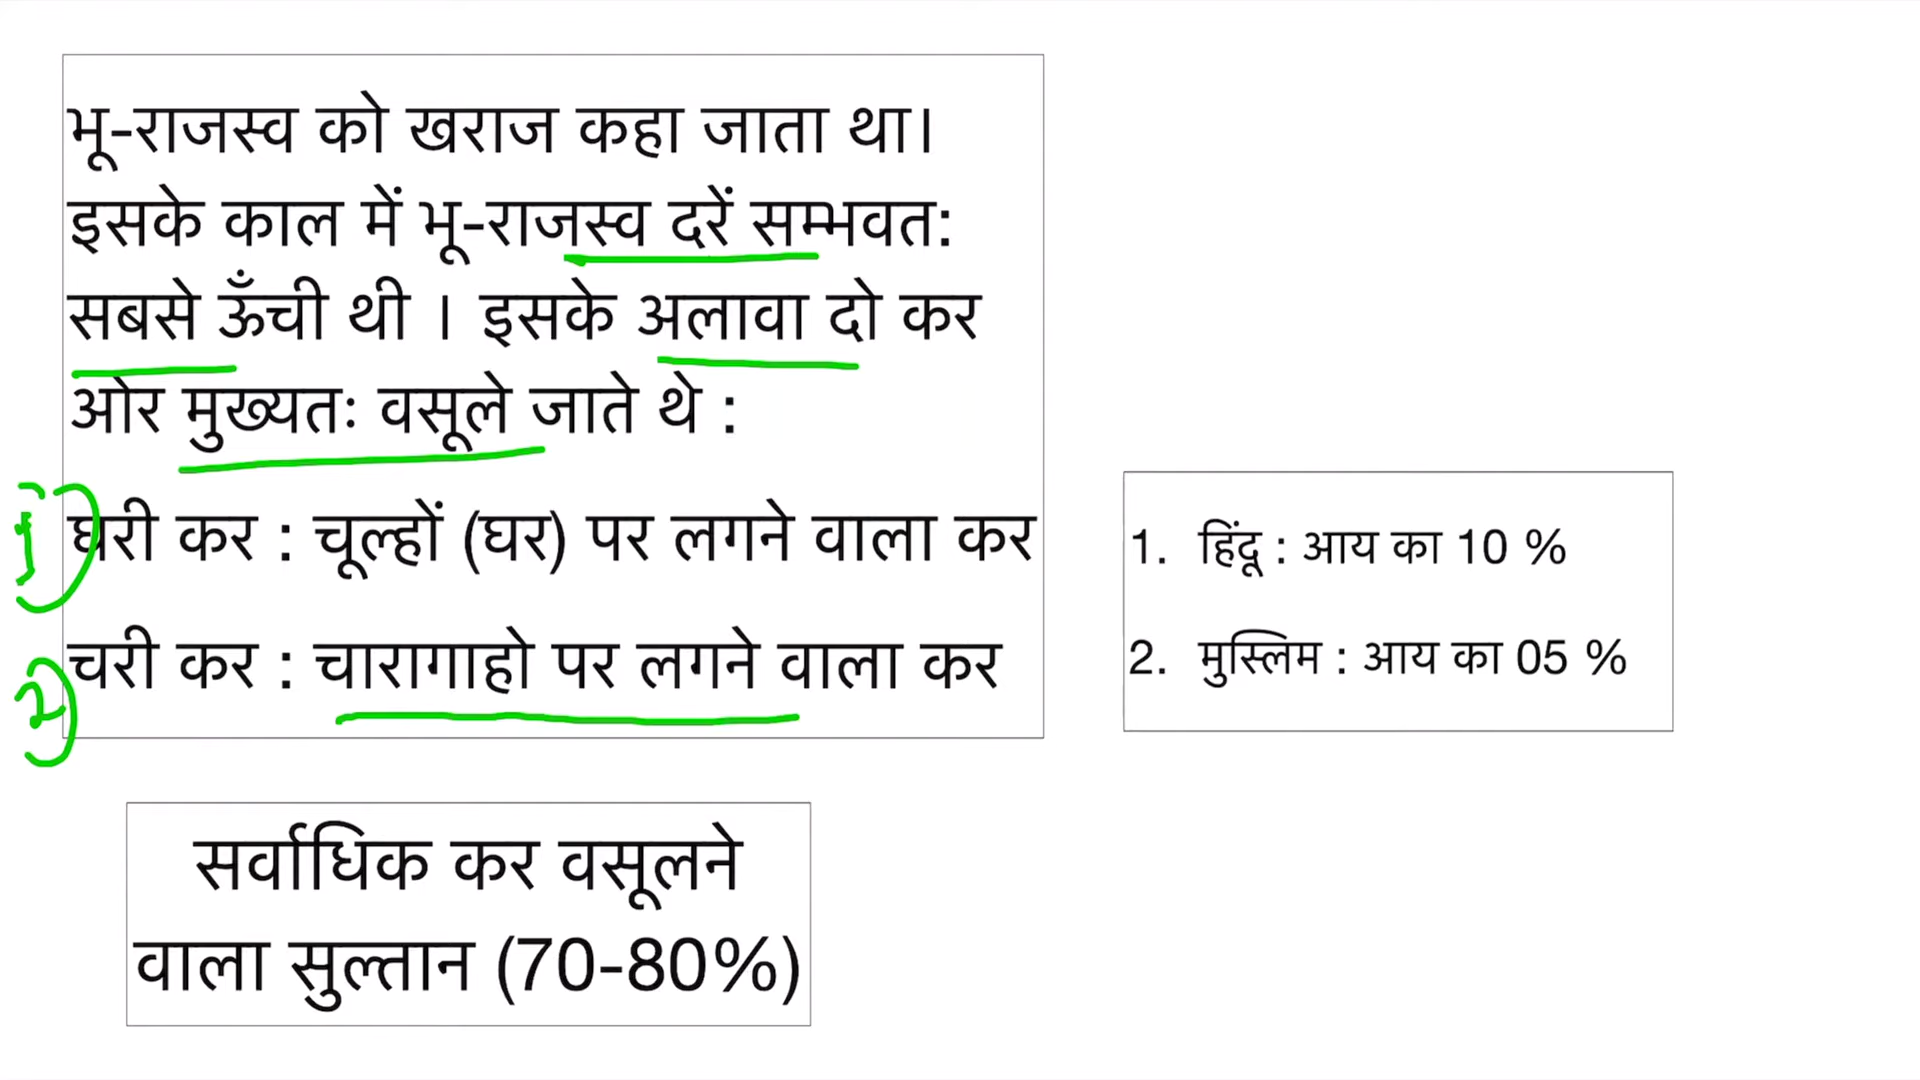 भू-राजस्व को खराज कहा जाता था।
इसके काल में भू-राजस्व दरें सम्भवत:
सबसे ऊँची थी । इसके अलावा दो कर
ओर मुख्यतः वसूले जाते थे :
1)
घरी कर : चूल्हों (घर) पर लगने वाला कर
2)
चरी कर : चारागाहो पर लगने वाला कर
1. हिंदू : आय का 10 %
2. मुस्लिम : आय का 05 %
सर्वाधिक कर वसूलने
वाला सुल्तान (70-80%)